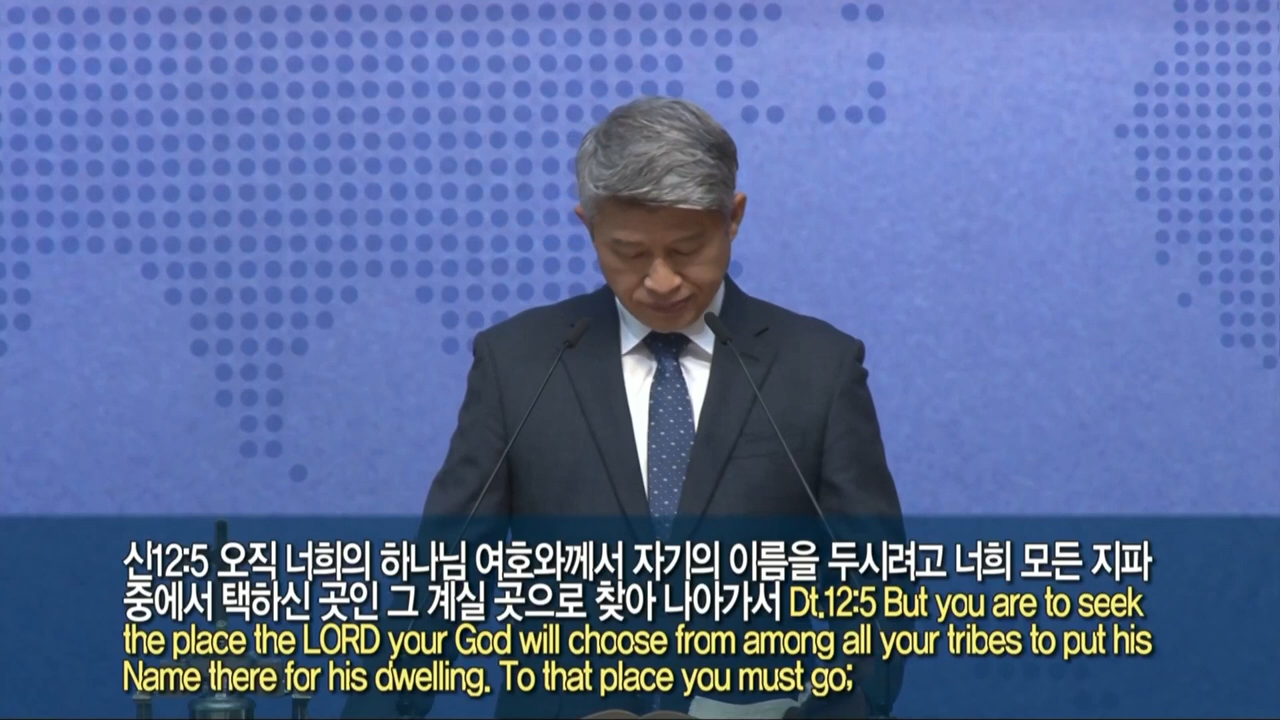 신12:5 오직 너희의 하나님 여호와께서 자기의 이름을 두시려고 너희 모든 지파
중에서 택하신 곳인 그 계실 곳으로 찾아 나아가서 Dt.12:5 But you are to seek
the place the LORD your God will choose from among all your tribes to put his
Name there for his dwelling. To that place you must go;